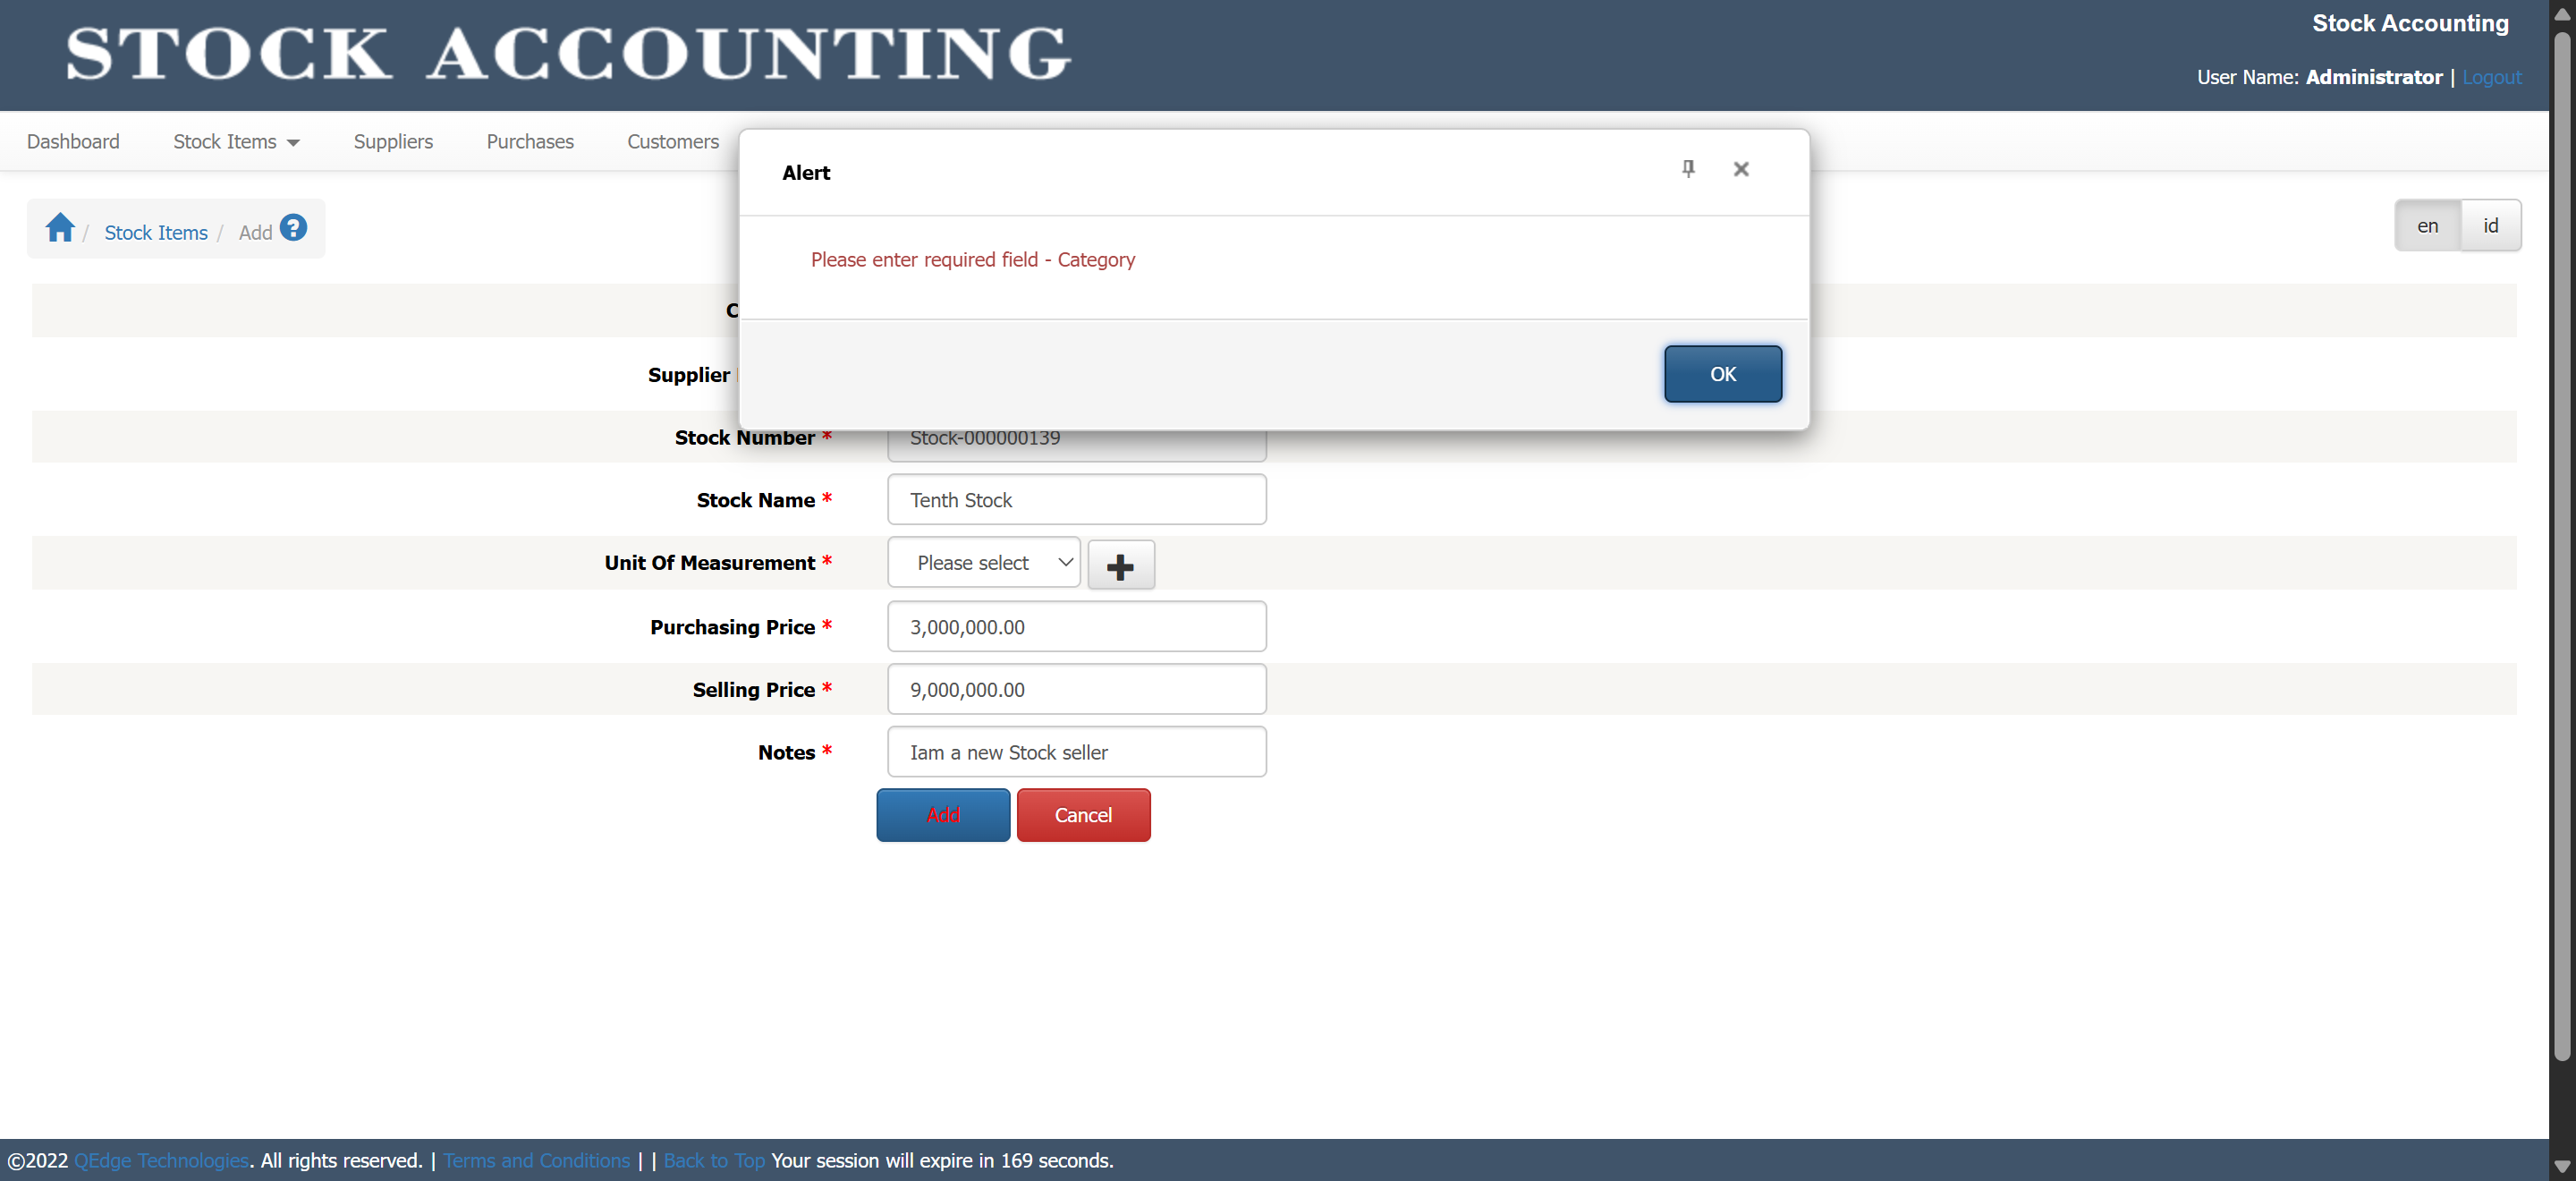 STOCK ACCOUNTING
Stock Accounting
User Name: Administrator | Logout
Dashboard Stock Items Suppliers Purchases Customers
Alert
Please enter required field - Category
OK
/ Stock Items / Add ?
en id
Supplier
Stock Number * Stock-000000139
Stock Name * Tenth Stock
Unit Of Measurement * Please select
Purchasing Price * 3,000,000.00
Selling Price * 9,000,000.00
Notes * Iam a new Stock seller
Add Cancel
©2022 QEdge Technologies. All rights reserved. | Terms and Conditions | | Back to Top Your session will expire in 169 seconds.